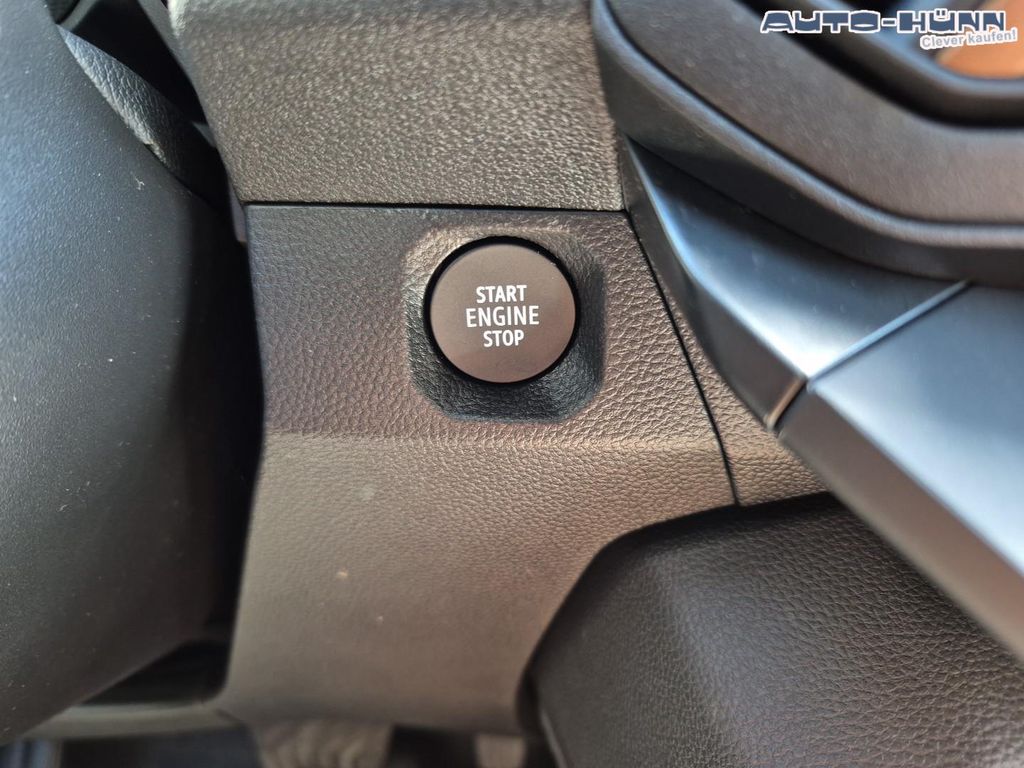 AUTO-HÜNN
Clever kaufen!
START
ENGINE
STOP